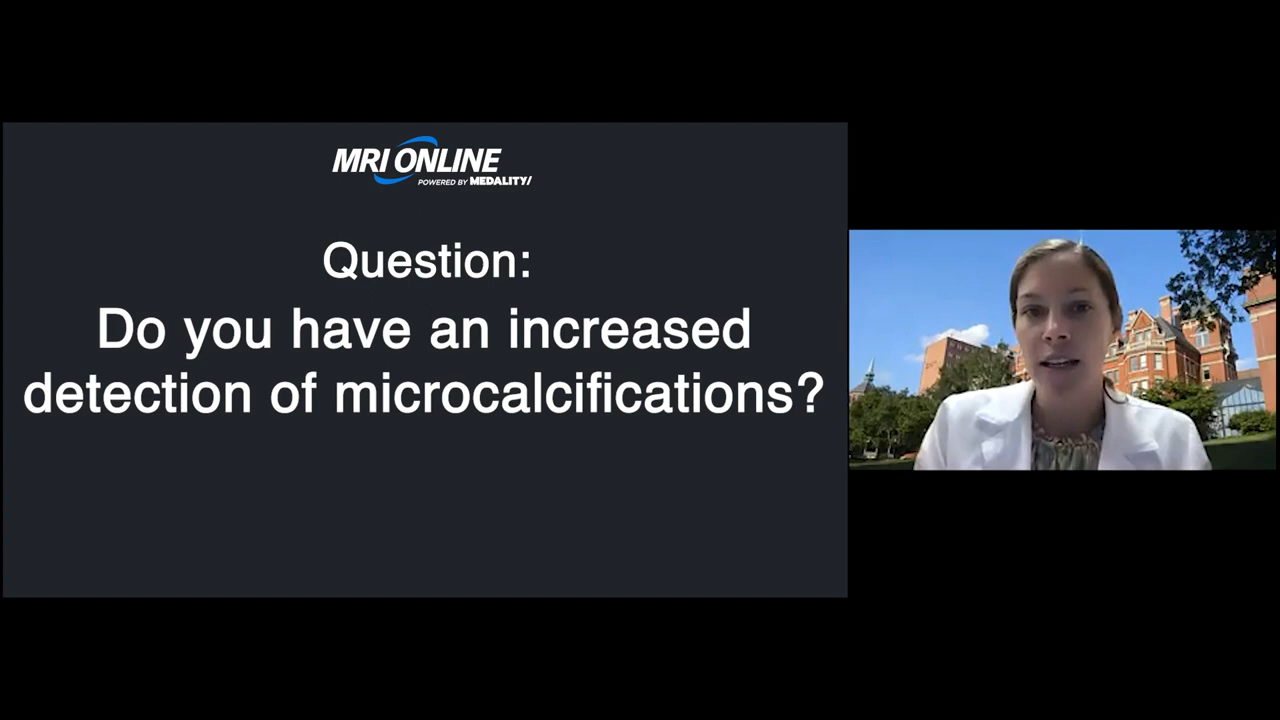 MRI ONLINE
POWERED BY MEDALITY/
Question:
Do you have an increased
detection of microcalcifications?